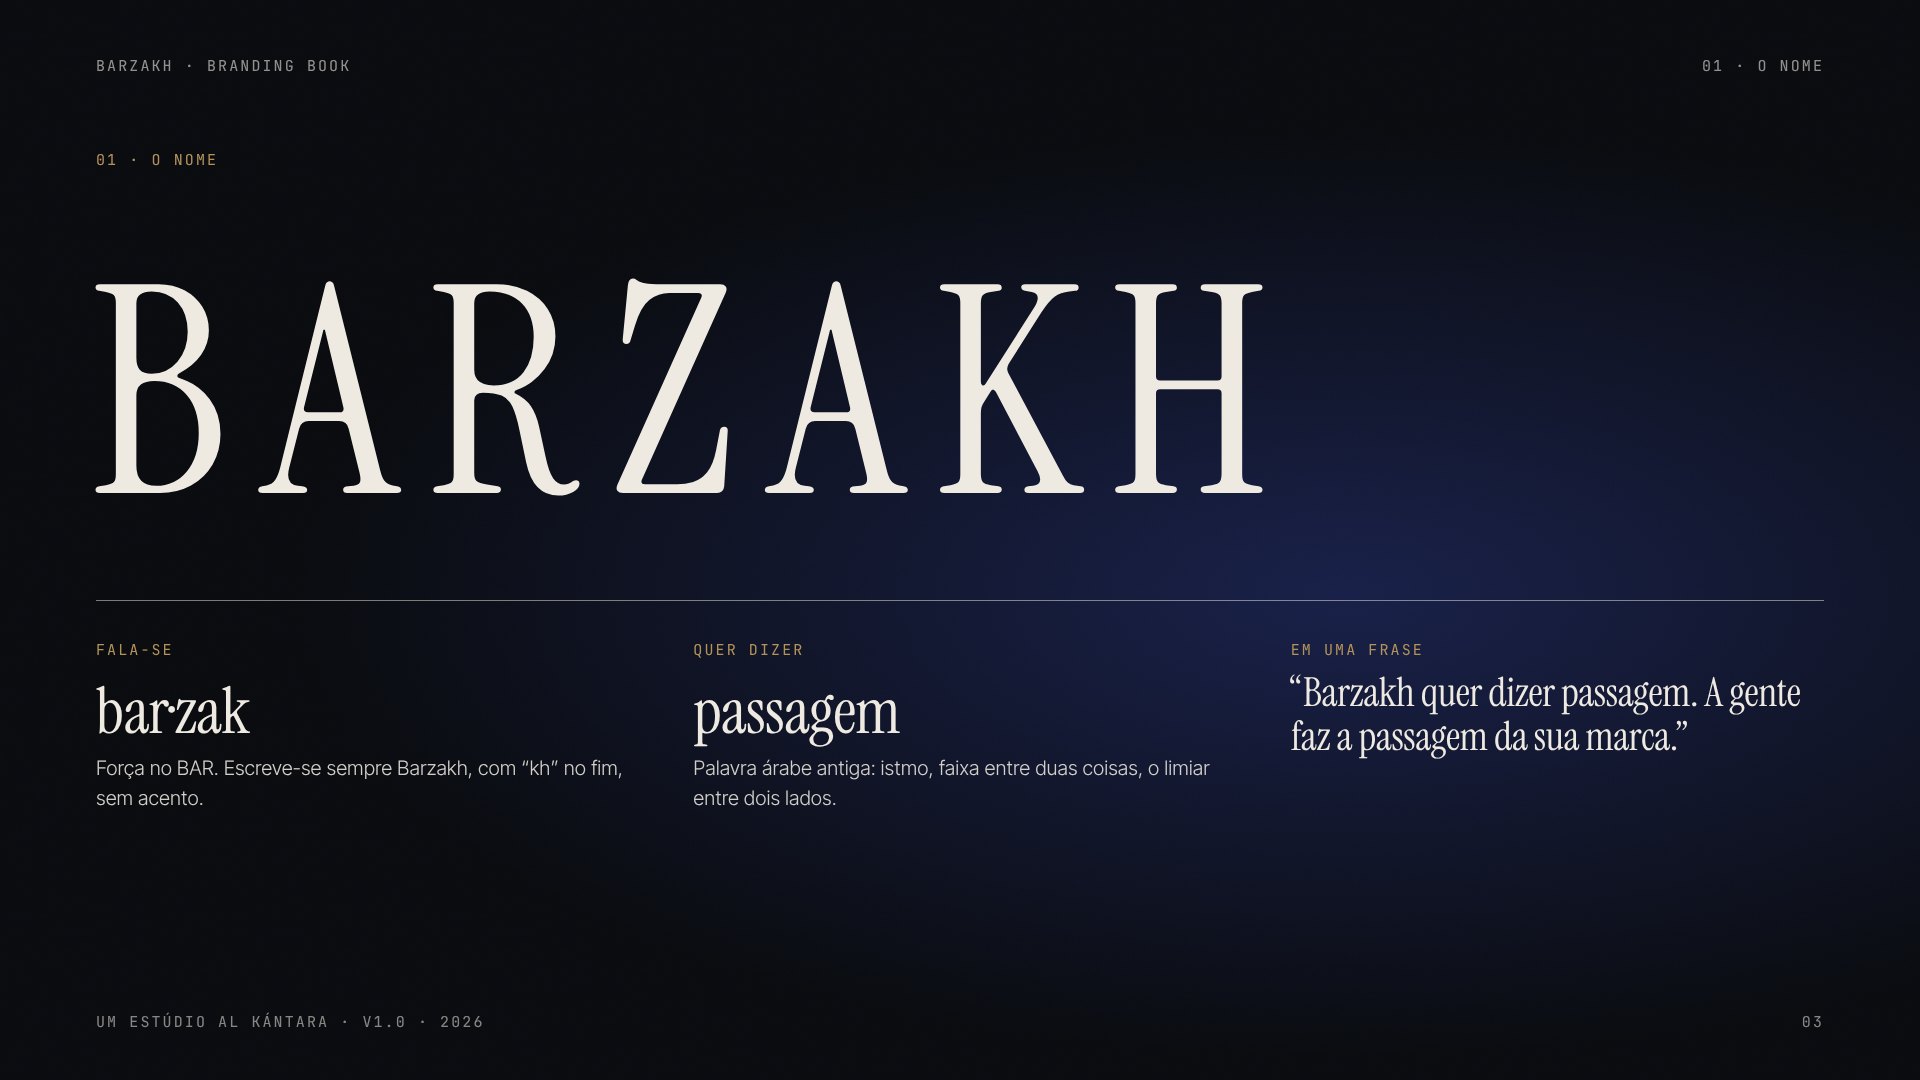 BARZAKH · BRANDING BOOK
01 · O NOME
01 · O NOME
BARZAKH
FALA-SE
bar·zak
Força no BAR. Escreve-se sempre Barzakh, com “kh” no fim,
sem acento.
QUER DIZER
passagem
Palavra árabe antiga: istmo, faixa entre duas coisas, o limiar
entre dois lados.
EM UMA FRASE
“Barzakh quer dizer passagem. A gente
faz a passagem da sua marca.”
UM ESTÚDIO AL KÁNTARA · V1.0 · 2026
03